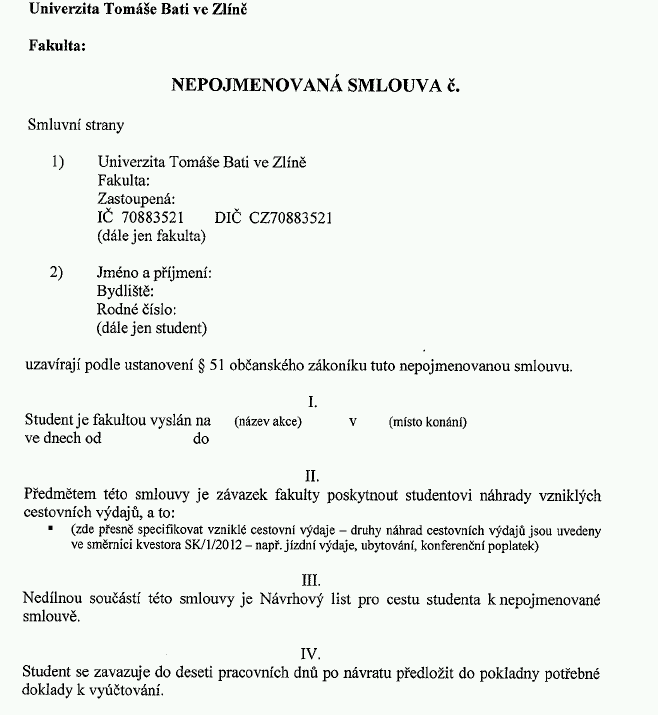 Univerzita Tomáše Bati ve Zlíně
Fakulta:
NEPOJMENOVANÁ SMLOUVA č.
Smluvní strany
1) Univerzita Tomáše Bati ve Zlíně
Fakulta:
Zastoupená:
IČ 70883521 DIČ CZ70883521
(dále jen fakulta)
2) Jméno a příjmení:
Bydliště:
Rodné číslo:
(dále jen student)
uzavírají podle ustanovení § 51 občanského zákoníku tuto nepojmenovanou smlouvu.
I.
Student je fakultou vyslán na (název akce) v (místo konání)
ve dnech od do
II.
Předmětem této smlouvy je závazek fakulty poskytnout studentovi náhrady vzniklých
cestovních výdajů, a to:
▪ (zde přesně specifikovat vzniklé cestovní výdaje – druhy náhrad cestovních výdajů jsou uvedeny
ve směrnici kvestora SK/1/2012 – např. jízdní výdaje, ubytování, konferenční poplatek)
III.
Nedílnou součástí této smlouvy je Návrhový list pro cestu studenta k nepojmenované
smlouvě.
IV.
Student se zavazuje do deseti pracovních dnů po návratu předložit do pokladny potřebné
doklady k vyúčtování.